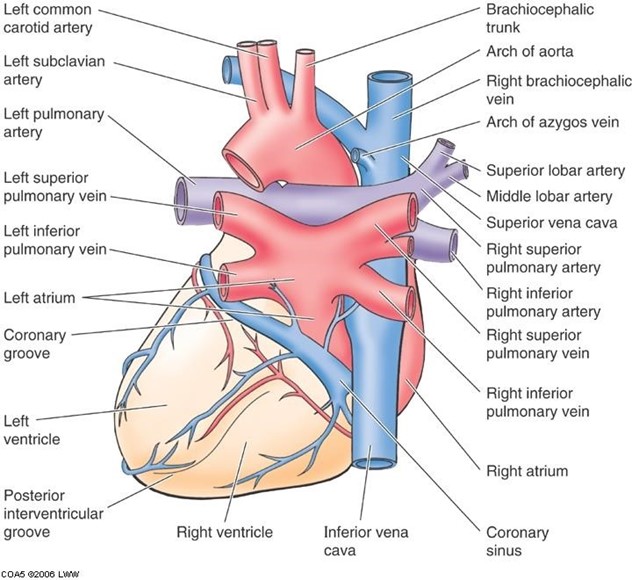 Left common
carotid artery
Left subclavian
artery
Left pulmonary
artery
Left superior
pulmonary vein
Left inferior
pulmonary vein
Left atrium
Coronary
groove
Left
ventricle
Posterior
interventricular
groove
Right ventricle
Inferior vena
cava
Brachiocephalic
trunk
Arch of aorta
Right brachiocephalic
vein
Arch of azygos vein
Superior lobar artery
Middle lobar artery
Superior vena cava
Right superior
pulmonary artery
Right inferior
pulmonary artery
Right superior
pulmonary vein
Right inferior
pulmonary vein
Right atrium
Coronary
sinus
COA5 ©2006 LWW